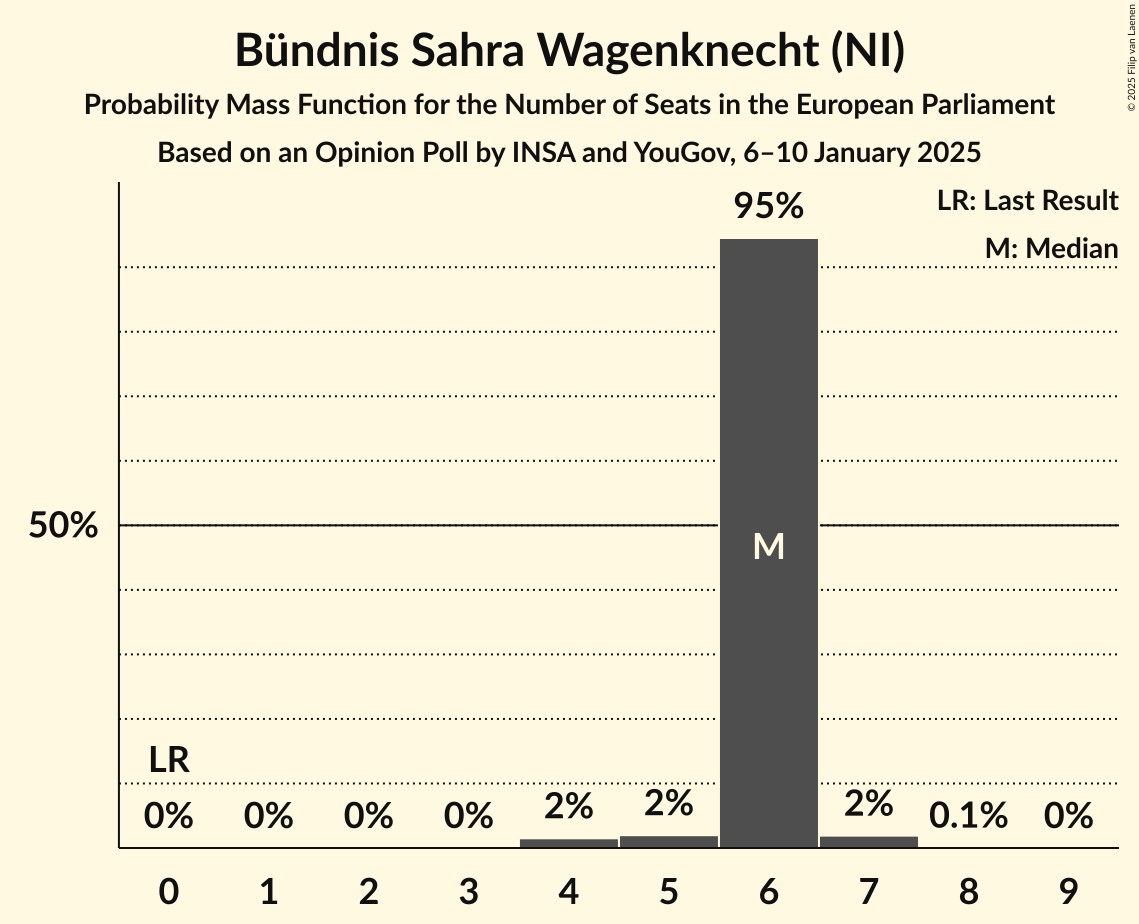 Bündnis Sahra Wagenknecht (NI)
Probability Mass Function for the Number of Seats in the European Parliament
Based on an Opinion Poll by INSA and YouGov, 6–10 January 2025
© 2025 Filip van Laenen
LR: Last Result
M: Median
95%
50%
M
LR
0% 0% 0% 0% 2% 2% 2% 0.1% 0%
0 1 2 3 4 5 6 7 8 9